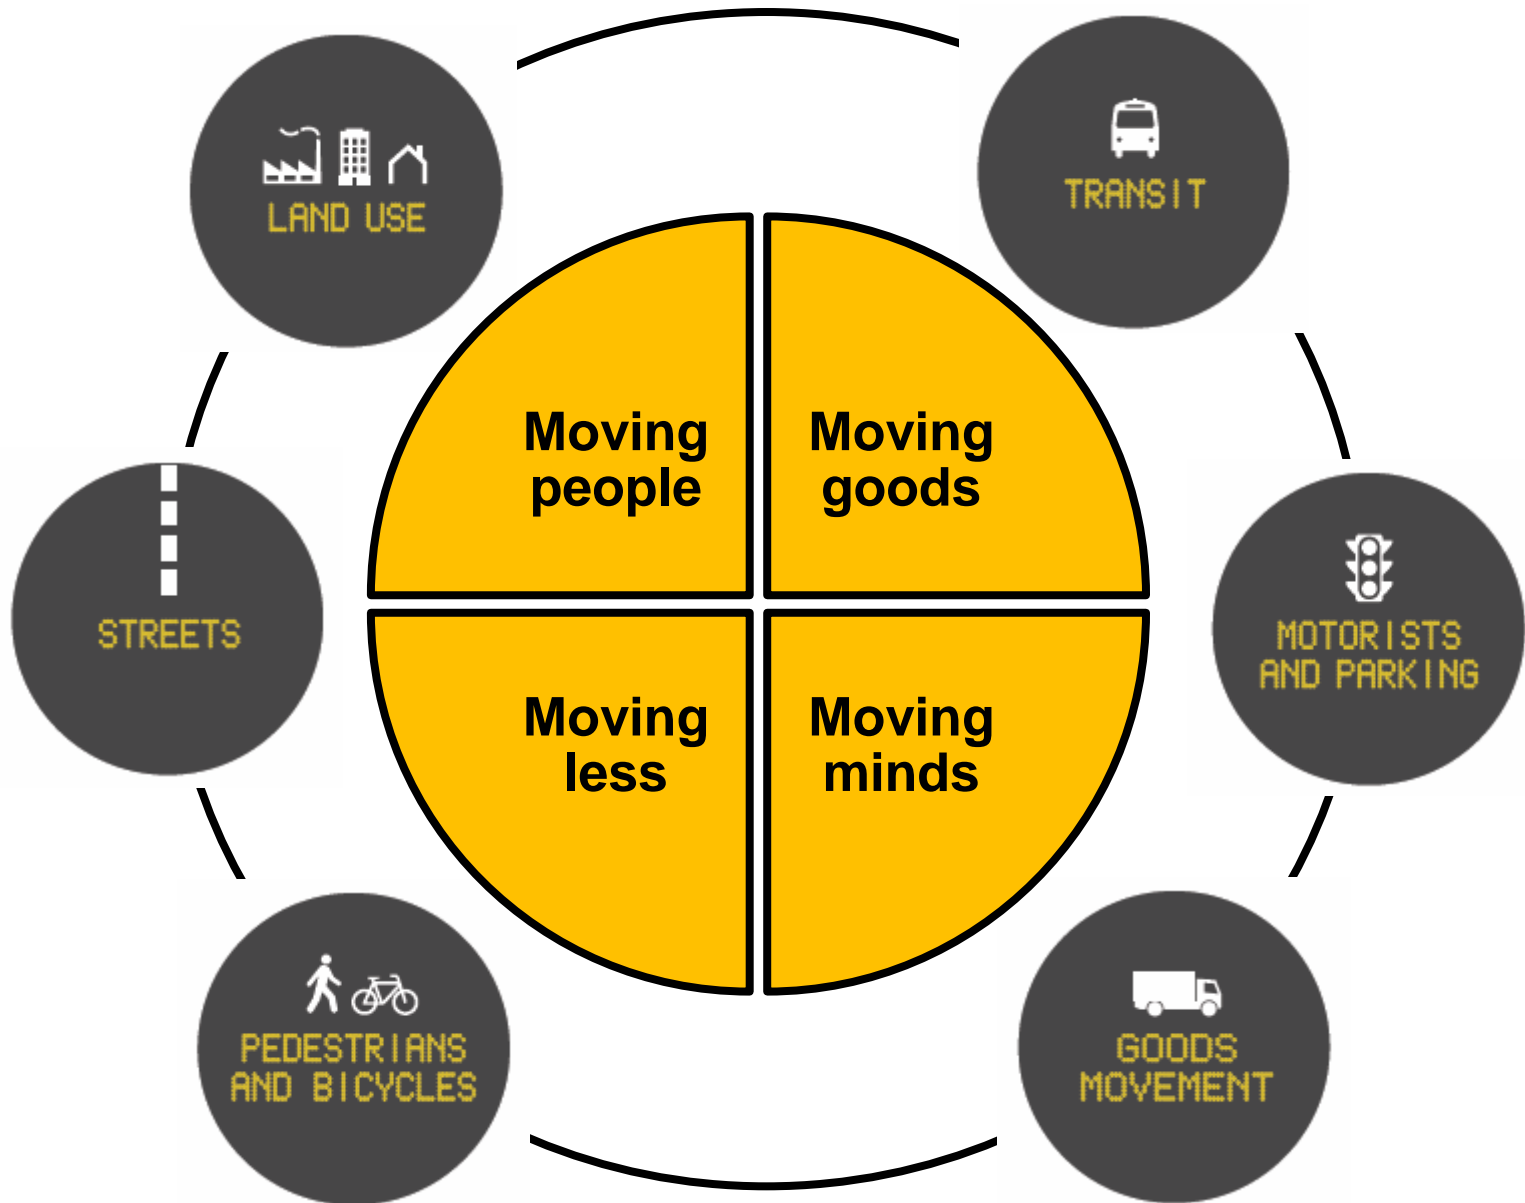 LAND USE
TRANSIT
Moving
people
Moving
goods
STREETS
MOTORISTS
AND PARKING
Moving
less
Moving
minds
PEDESTRIANS
AND BICYCLES
GOODS
MOVEMENT